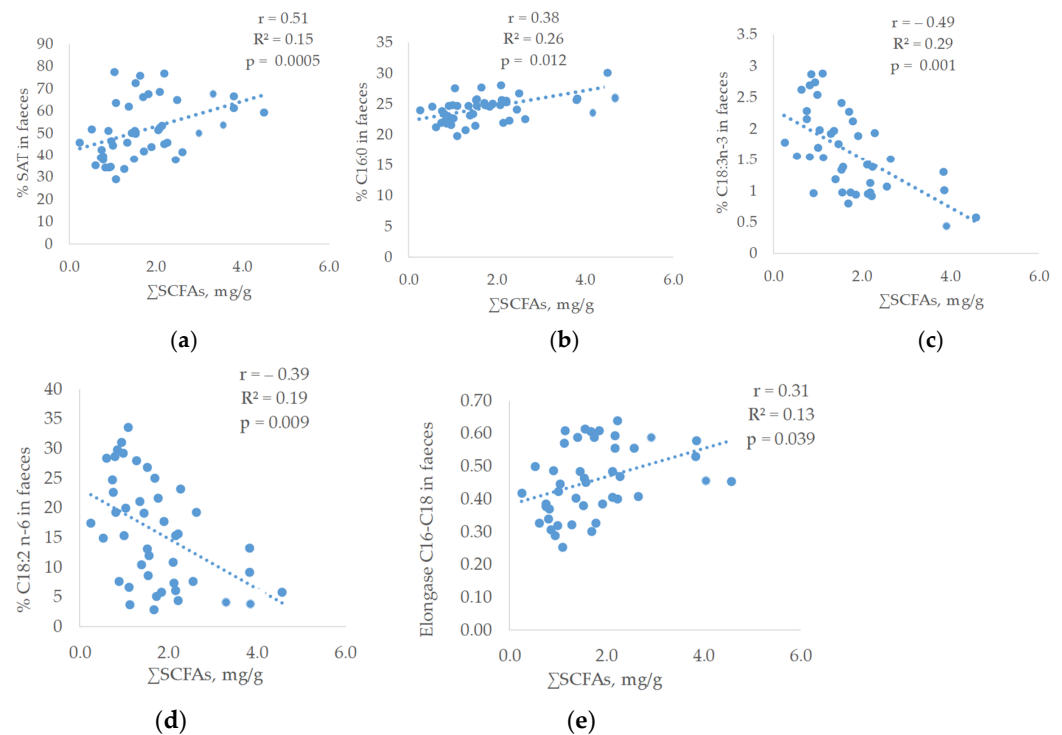 r = 0.51
R² = 0.15
p = 0.0005
% SAT in faeces
90
80
70
60
50
40
30
20
10
0
0.0 2.0 4.0 6.0
∑SCFAs, mg/g
(a)
r = 0.38
R² = 0.26
p = 0.012
% C16:0 in faeces
35
30
25
20
15
10
5
0
0.0 2.0 4.0 6.0
∑SCFAs, mg/g
(b)
r = – 0.49
R² = 0.29
p = 0.001
% C18:3n-3 in faeces
3.5
3
2.5
2
1.5
1
0.5
0
0.0 2.0 4.0 6.0
∑SCFAs, mg/g
(c)
r = – 0.39
R² = 0.19
p = 0.009
% C18:2 n-6 in faeces
40
35
30
25
20
15
10
5
0
0.0 2.0 4.0 6.0
∑SCFAs, mg/g
(d)
r = 0.31
R² = 0.13
p = 0.039
Elongase C16-C18 in faeces
0.70
0.60
0.50
0.40
0.30
0.20
0.10
0.00
0.0 2.0 4.0 6.0
∑SCFAs, mg/g
(e)